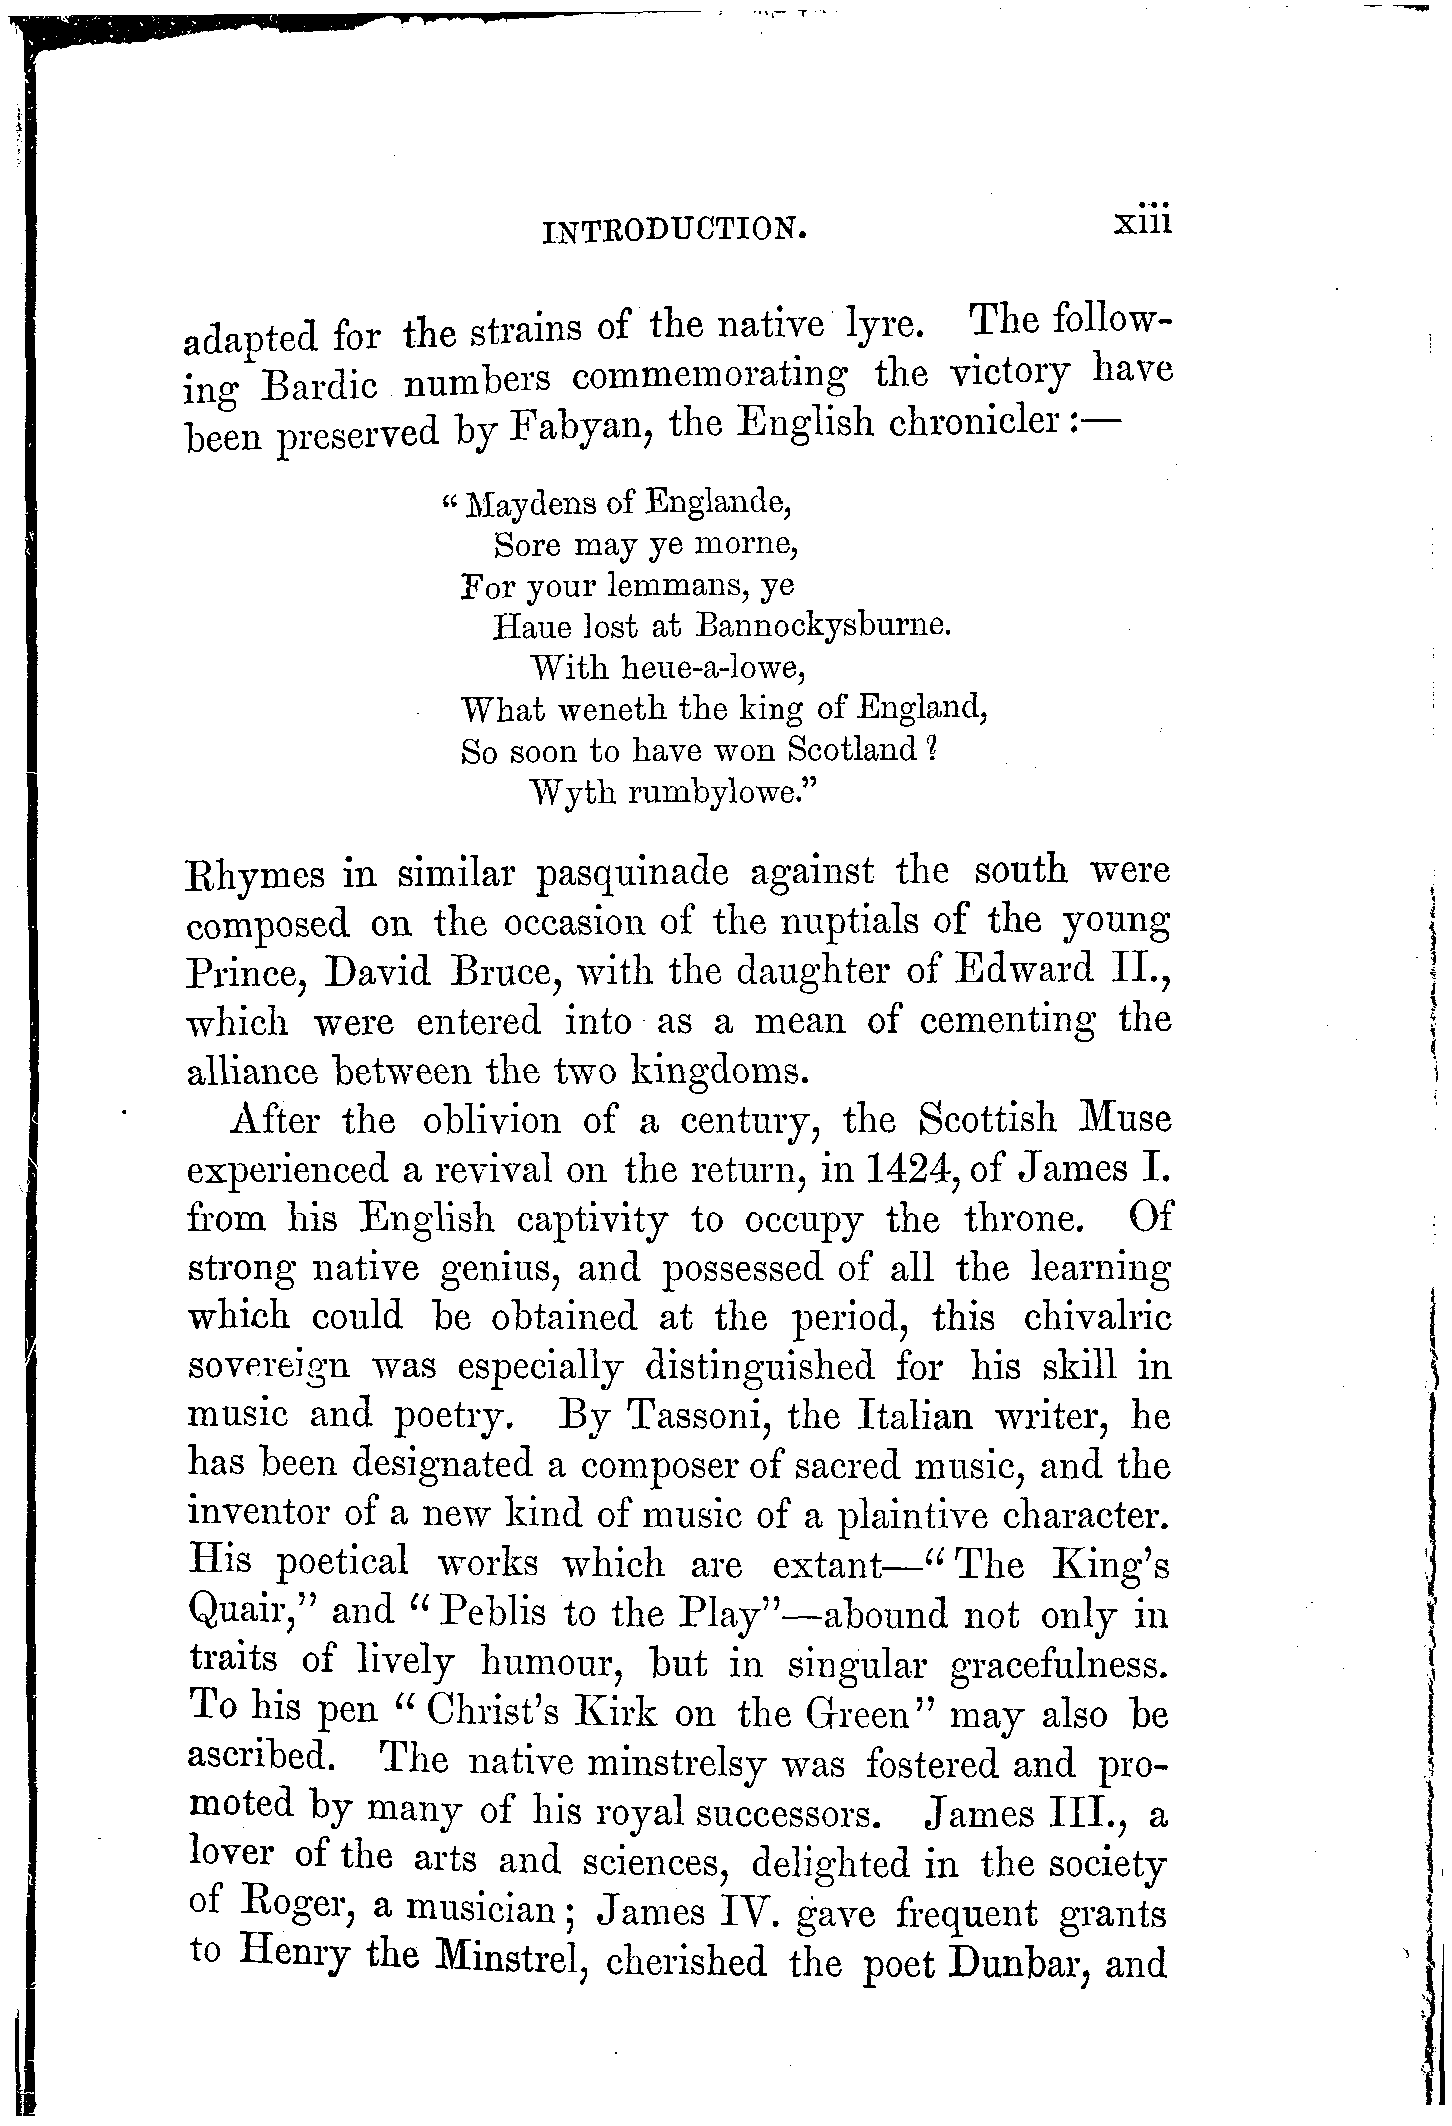 INTRODUCTION. xiii
adapted for the strains of the native lyre. The follow-
ing Bardic numbers commemorating the victory have
been preserved by Fabyan, the English chronicler:—
“Maydens of Englande,
Sore may ye morne,
For your lemmans, ye
Haue lost at Bannockysburne.
With heue-a-lowe,
What weneth the king of England,
So soon to have won Scotland?
Wyth rumbylowe.”
Rhymes in similar pasquinade against the south were
composed on the occasion of the nuptials of the young
Prince, David Bruce, with the daughter of Edward II.,
which were entered into as a mean of cementing the
alliance between the two kingdoms.
After the oblivion of a century, the Scottish Muse
experienced a revival on the return, in 1424, of James I.
from his English captivity to occupy the throne. Of
strong native genius, and possessed of all the learning
which could be obtained at the period, this chivalric
sovereign was especially distinguished for his skill in
music and poetry. By Tassoni, the Italian writer, he
has been designated a composer of sacred music, and the
inventor of a new kind of music of a plaintive character.
His poetical works which are extant—“The King’s
Quair,” and “Peblis to the Play”—abound not only in
traits of lively humour, but in singular gracefulness.
To his pen “Christ’s Kirk on the Green” may also be
ascribed. The native minstrelsy was fostered and pro-
moted by many of his royal successors. James III., a
lover of the arts and sciences, delighted in the society
of Roger, a musician; James IV. gave frequent grants
to Henry the Minstrel, cherished the poet Dunbar, and